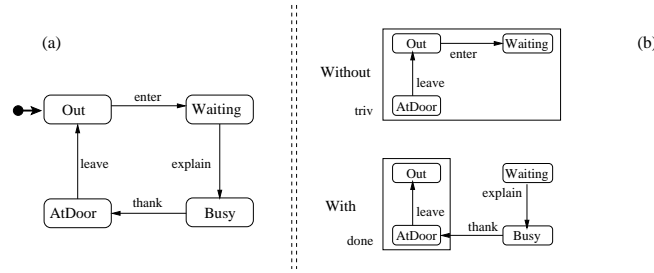 (a)
Out
enter
Waiting
leave
explain
AtDoor
thank
Busy
(b)
Without
triv
Out
enter
Waiting
leave
AtDoor
With
done
Out
Waiting
explain
leave
thank
AtDoor
Busy